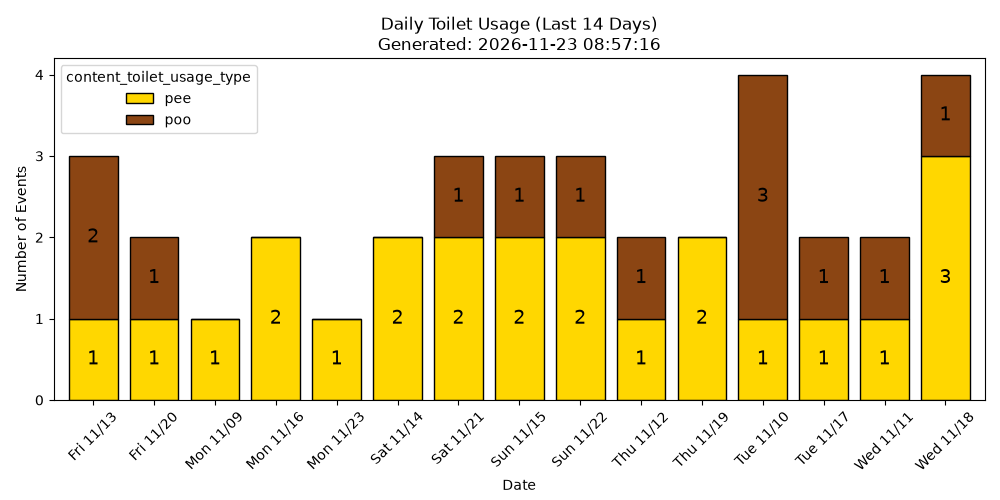 Daily Toilet Usage (Last 14 Days)
Generated: 2026-11-23 08:57:16
content_toilet_usage_type
pee
poo
Number of Events
4
3
2
1
0
2
1
1
1
1
2
1
2
1
2
1
2
1
2
1
1
2
3
1
1
1
1
1
1
3
Fri 11/13
Fri 11/20
Mon 11/09
Mon 11/16
Mon 11/23
Sat 11/14
Sat 11/21
Sun 11/15
Sun 11/22
Thu 11/12
Thu 11/19
Tue 11/10
Tue 11/17
Wed 11/11
Wed 11/18
Date